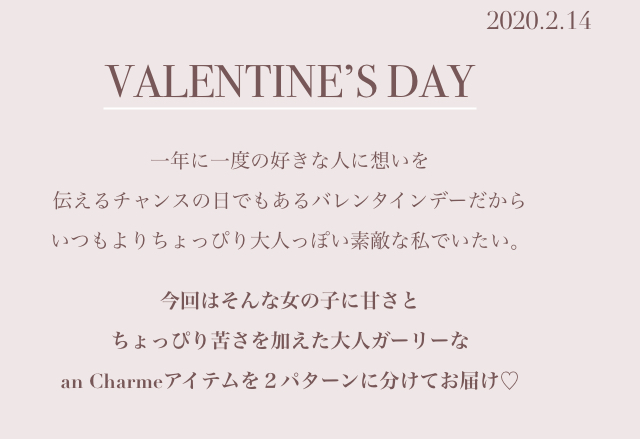 2020.2.14
VALENTINE’S DAY
一年に一度の好きな人に想いを
伝えるチャンスの日でもあるバレンタインデーだから
いつもよりちょっぴり大人っぽい素敵な私でいたい。
今回はそんな女の子に甘さと
ちょっぴり苦さを加えた大人ガーリーな
an Charmeアイテムを２パターンに分けてお届け♡